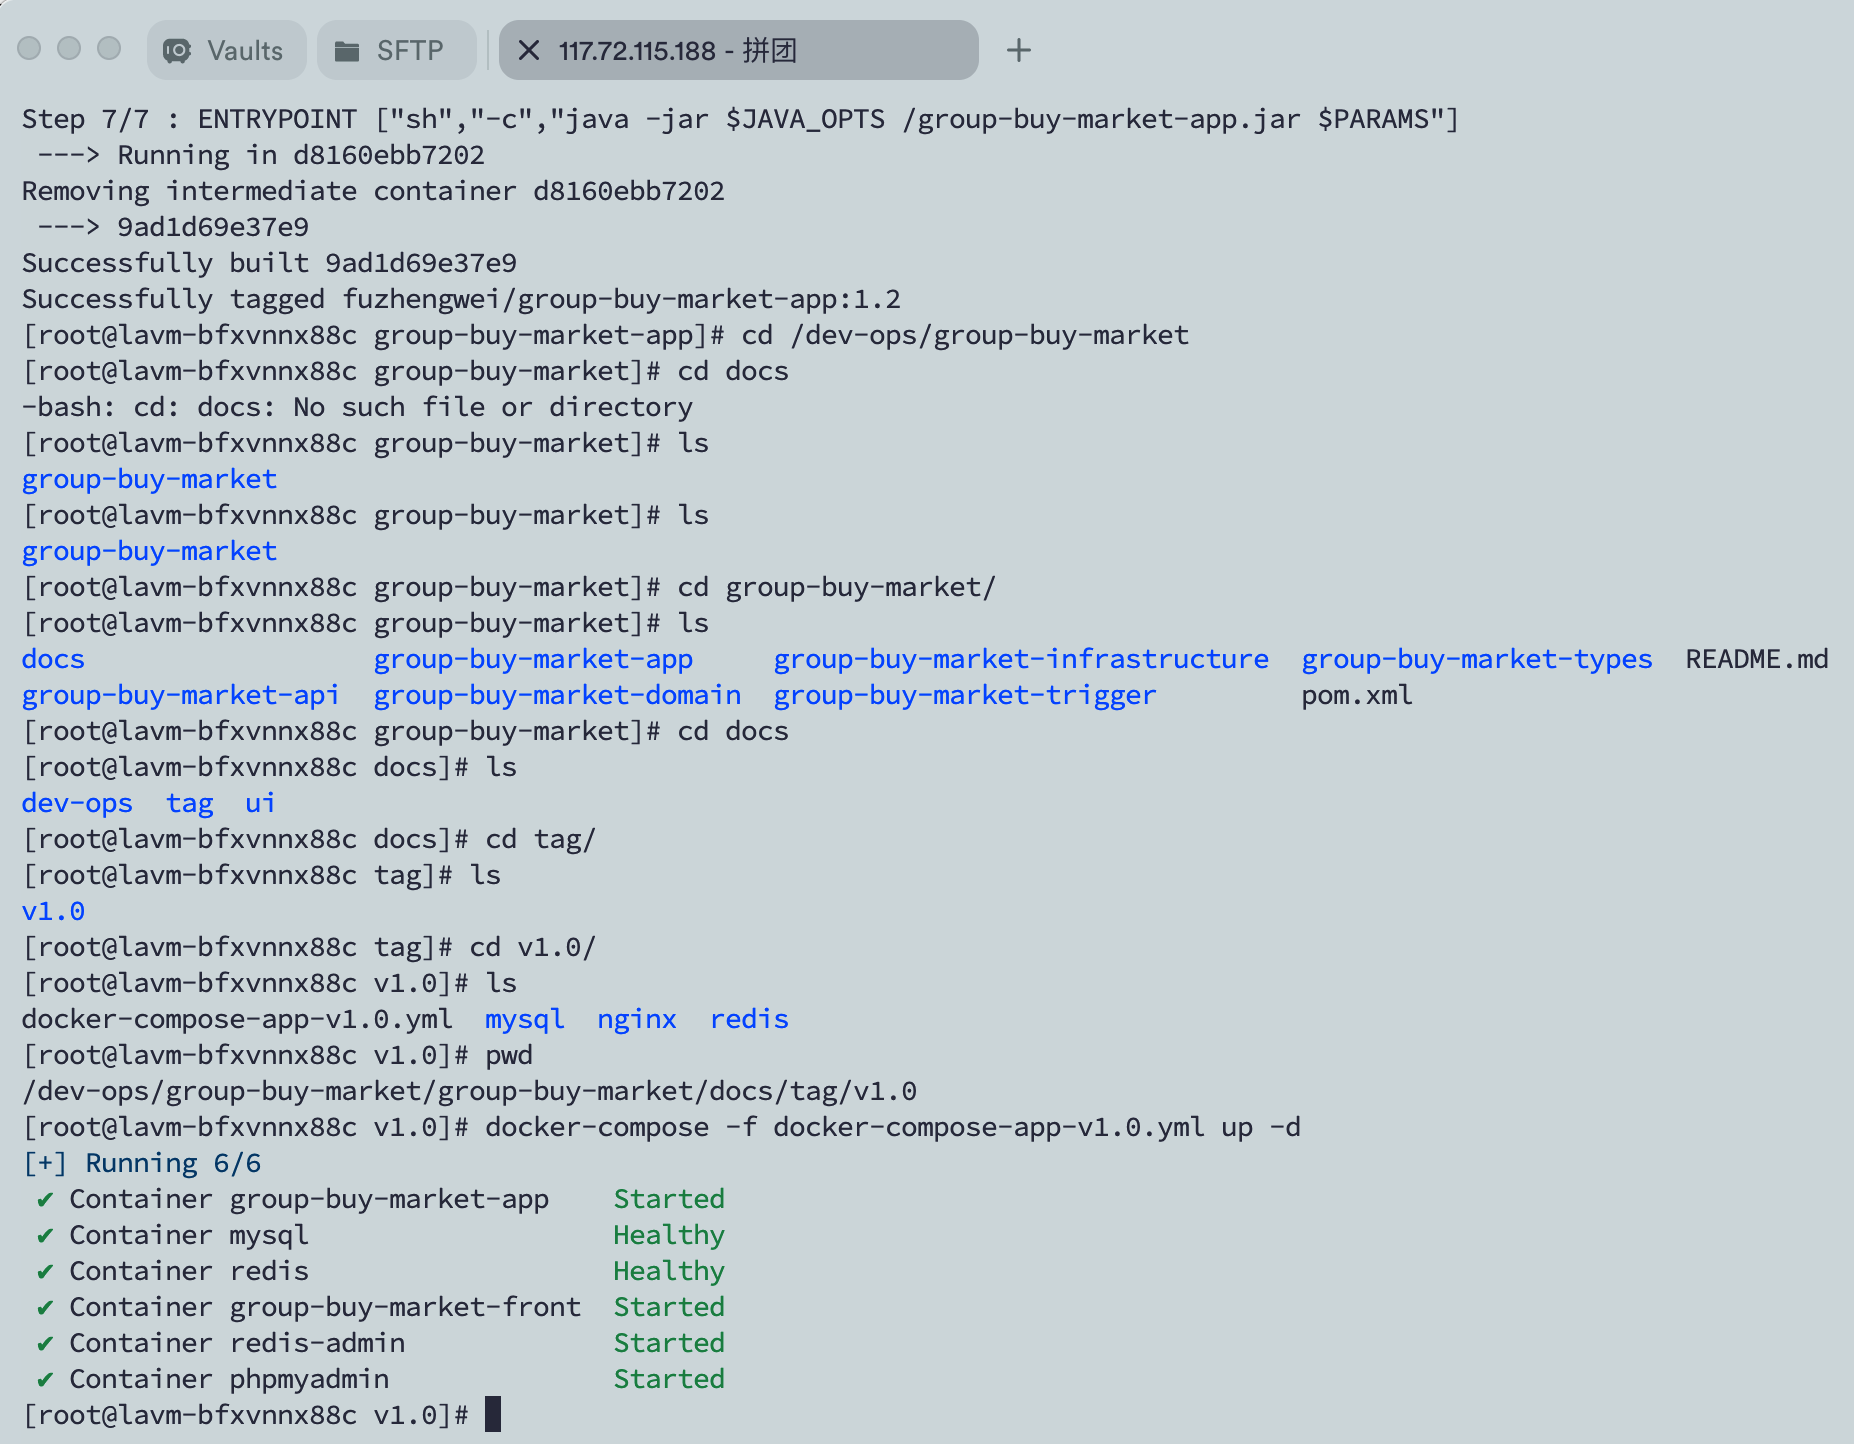 Vaults SFTP 117.72.115.188 - 拼团
Step 7/7 : ENTRYPOINT ["sh","-c","java -jar $JAVA_OPTS /group-buy-market-app.jar $PARAMS"]
 ---> Running in d8160ebb7202
Removing intermediate container d8160ebb7202
 ---> 9ad1d69e37e9
Successfully built 9ad1d69e37e9
Successfully tagged fuzhengwei/group-buy-market-app:1.2
[root@lavm-bfxvnnx88c group-buy-market-app]# cd /dev-ops/group-buy-market
[root@lavm-bfxvnnx88c group-buy-market]# cd docs
-bash: cd: docs: No such file or directory
[root@lavm-bfxvnnx88c group-buy-market]# ls
group-buy-market
[root@lavm-bfxvnnx88c group-buy-market]# ls
group-buy-market
[root@lavm-bfxvnnx88c group-buy-market]# cd group-buy-market/
[root@lavm-bfxvnnx88c group-buy-market]# ls
docs group-buy-market-app group-buy-market-infrastructure group-buy-market-types README.md
group-buy-market-api group-buy-market-domain group-buy-market-trigger pom.xml
[root@lavm-bfxvnnx88c group-buy-market]# cd docs
[root@lavm-bfxvnnx88c docs]# ls
dev-ops tag ui
[root@lavm-bfxvnnx88c docs]# cd tag/
[root@lavm-bfxvnnx88c tag]# ls
v1.0
[root@lavm-bfxvnnx88c tag]# cd v1.0/
[root@lavm-bfxvnnx88c v1.0]# ls
docker-compose-app-v1.0.yml mysql nginx redis
[root@lavm-bfxvnnx88c v1.0]# pwd
/dev-ops/group-buy-market/group-buy-market/docs/tag/v1.0
[root@lavm-bfxvnnx88c v1.0]# docker-compose -f docker-compose-app-v1.0.yml up -d
[+] Running 6/6
 ✔ Container group-buy-market-app Started
 ✔ Container mysql Healthy
 ✔ Container redis Healthy
 ✔ Container group-buy-market-front Started
 ✔ Container redis-admin Started
 ✔ Container phpmyadmin Started
[root@lavm-bfxvnnx88c v1.0]#